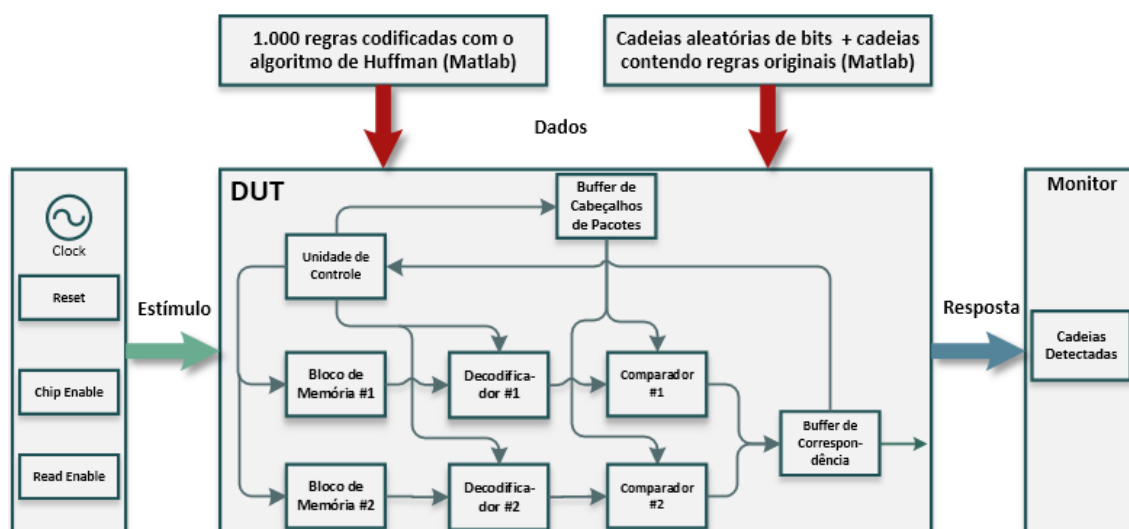 1.000 regras codificadas com o
algoritmo de Huffman (Matlab)
Cadeias aleatórias de bits + cadeias
contendo regras originais (Matlab)
Dados
Clock
Reset
Chip Enable
Read Enable
Estímulo
DUT
Buffer de
Cabeçalhos
de Pacotes
Unidade de
Controle
Bloco de
Memória #1
Decodifica-
dor #1
Comparador
#1
Bloco de
Memória #2
Decodifica-
dor #2
Comparador
#2
Buffer de
Correspon-
dência
Resposta
Monitor
Cadeias
Detectadas